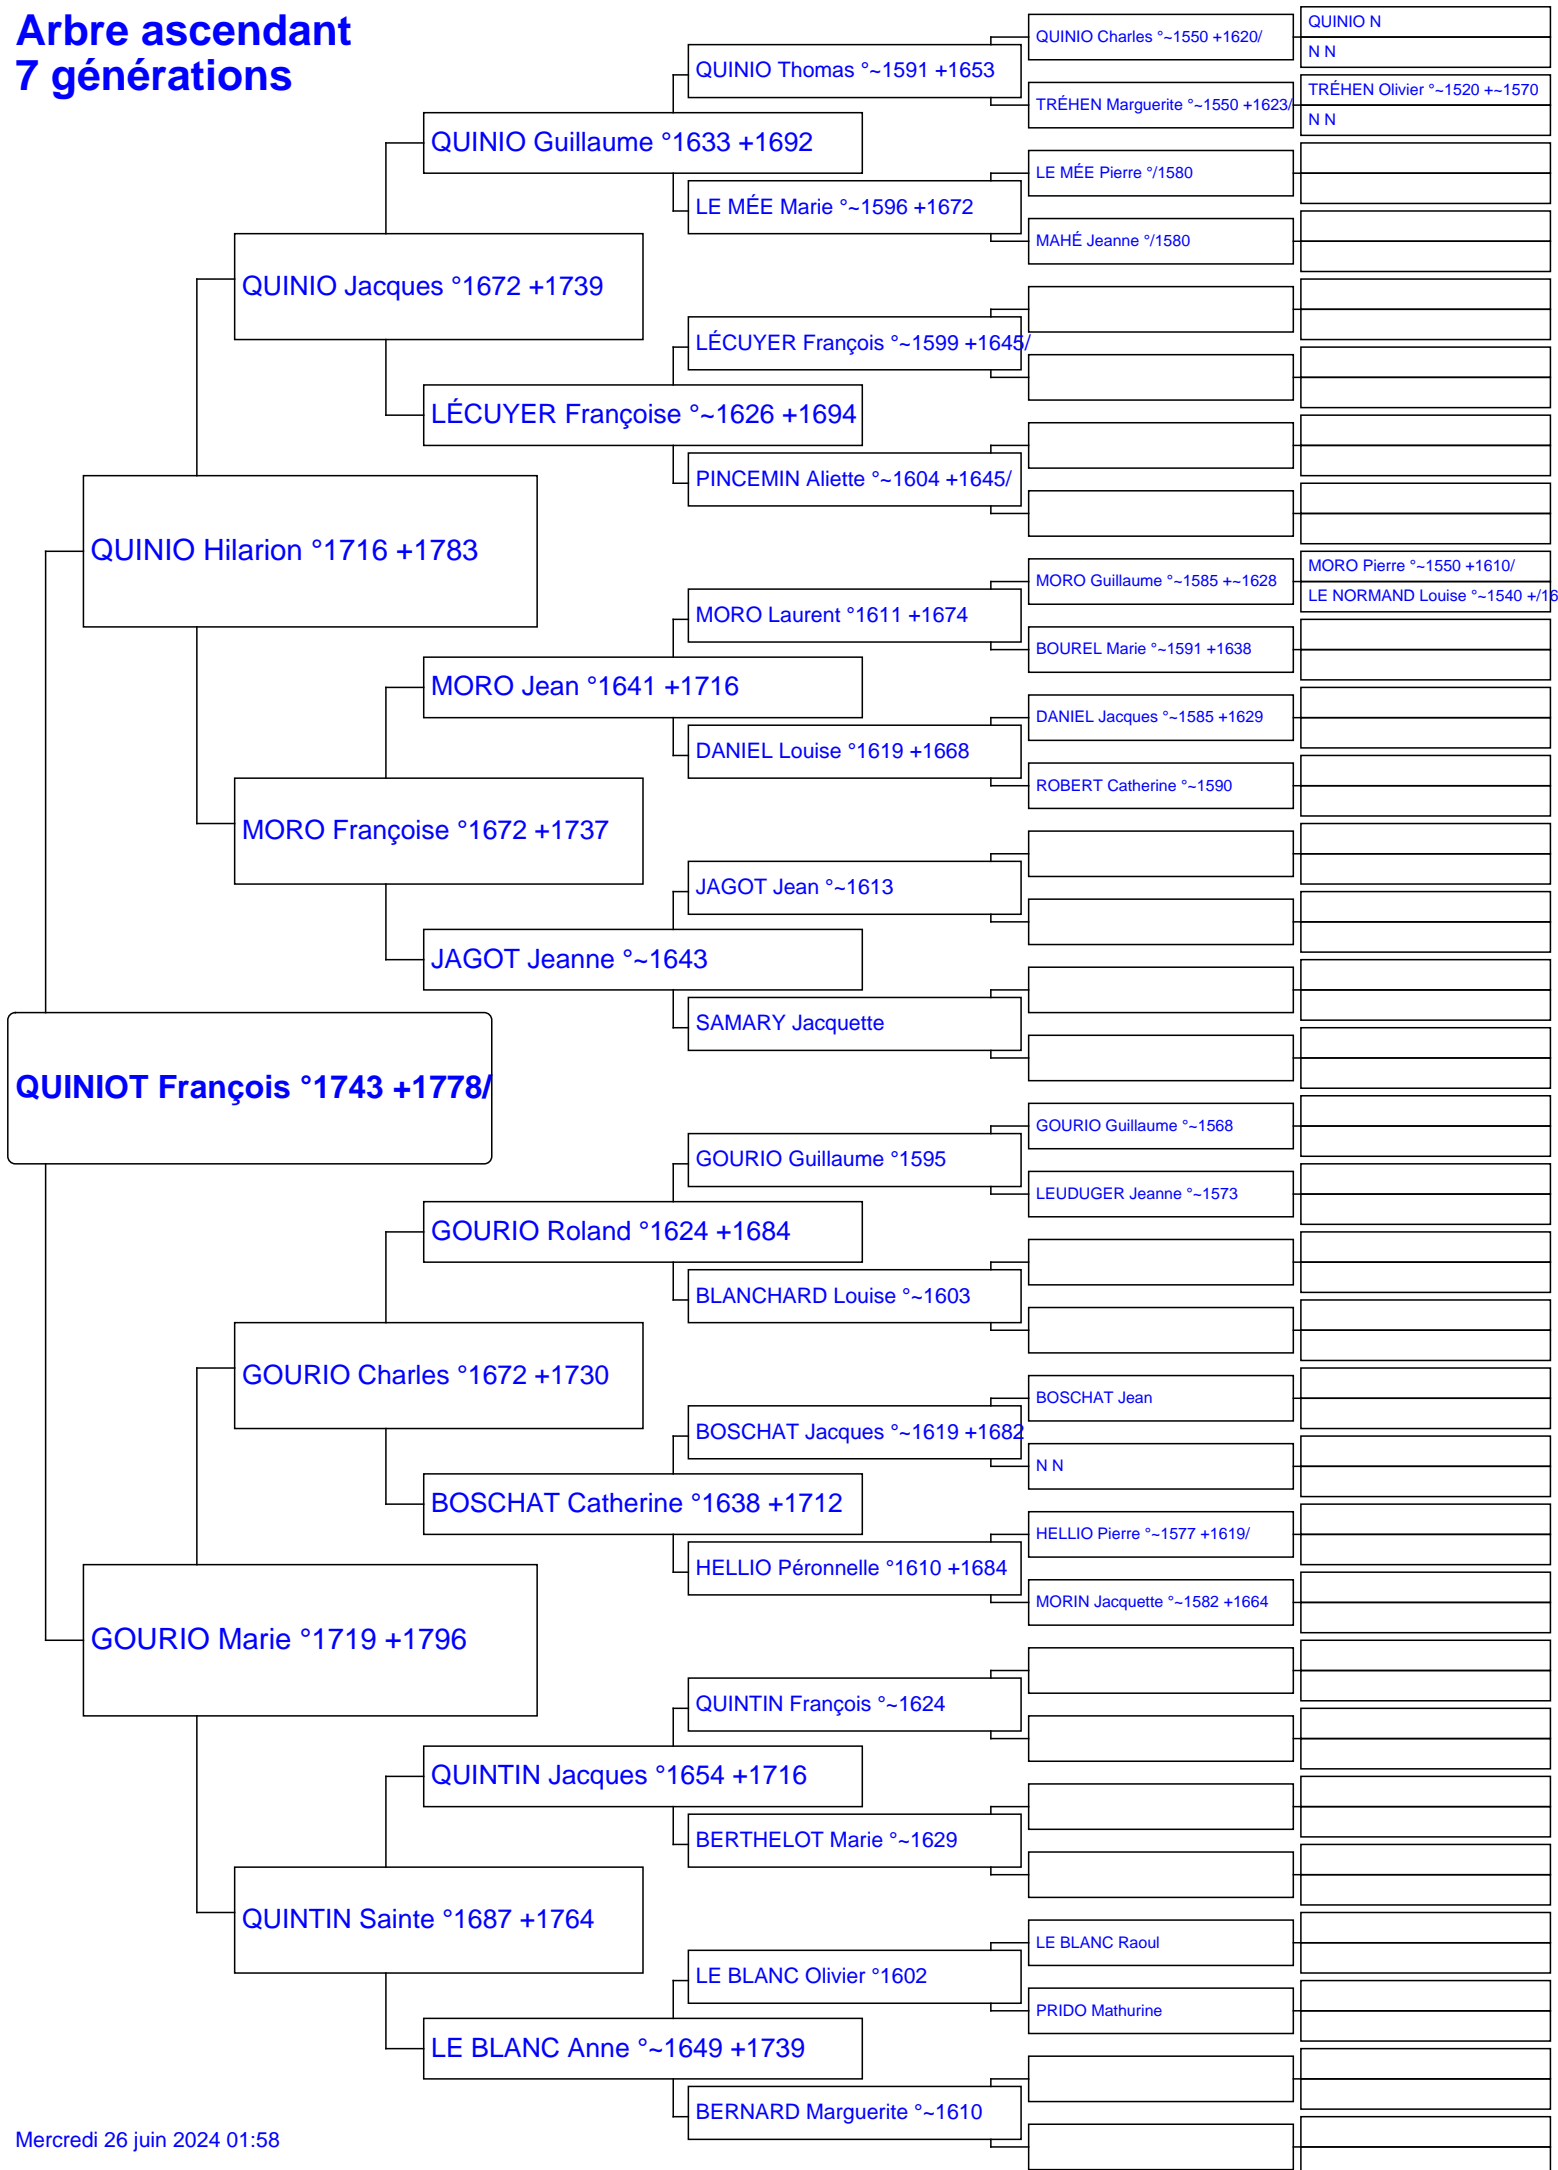 Arbre ascendant
7 générations
QUINIOT François °1743 +1778/
QUINIO Hilarion °1716 +1783
GOURIO Marie °1719 +1796
QUINIO Jacques °1672 +1739
MORO Françoise °1672 +1737
GOURIO Charles °1672 +1730
QUINTIN Sainte °1687 +1764
QUINIO Guillaume °1633 +1692
LÉCUYER Françoise °~1626 +1694
MORO Jean °1641 +1716
JAGOT Jeanne °~1643
GOURIO Roland °1624 +1684
BOSCHAT Catherine °1638 +1712
QUINTIN Jacques °1654 +1716
LE BLANC Anne °~1649 +1739
QUINIO Thomas °~1591 +1653
LE MÉE Marie °~1596 +1672
LÉCUYER François °~1599 +1645/
PINCEMIN Aliette °~1604 +1645/
MORO Laurent °1611 +1674
DANIEL Louise °1619 +1668
JAGOT Jean °~1613
SAMARY Jacquette
GOURIO Guillaume °1595
BLANCHARD Louise °~1603
BOSCHAT Jacques °~1619 +1682
HELLIO Péronnelle °1610 +1684
QUINTIN François °~1624
BERTHELOT Marie °~1629
LE BLANC Olivier °1602
BERNARD Marguerite °~1610
QUINIO Charles °~1550 +1620/
TRÉHEN Marguerite °~1550 +1623/
LE MÉE Pierre °/1580
MAHÉ Jeanne °/1580
MORO Guillaume °~1585 +~1628
BOUREL Marie °~1591 +1638
DANIEL Jacques °~1585 +1629
ROBERT Catherine °~1590
GOURIO Guillaume °~1568
LEUDUGER Jeanne °~1573
BOSCHAT Jean
N N
HELLIO Pierre °~1577 +1619/
MORIN Jacquette °~1582 +1664
LE BLANC Raoul
PRIDO Mathurine
QUINIO N
N N
TRÉHEN Olivier °~1520 +~1570
N N
MORO Pierre °~1550 +1610/
LE NORMAND Louise °~1540 +/16
Mercredi 26 juin 2024 01:58